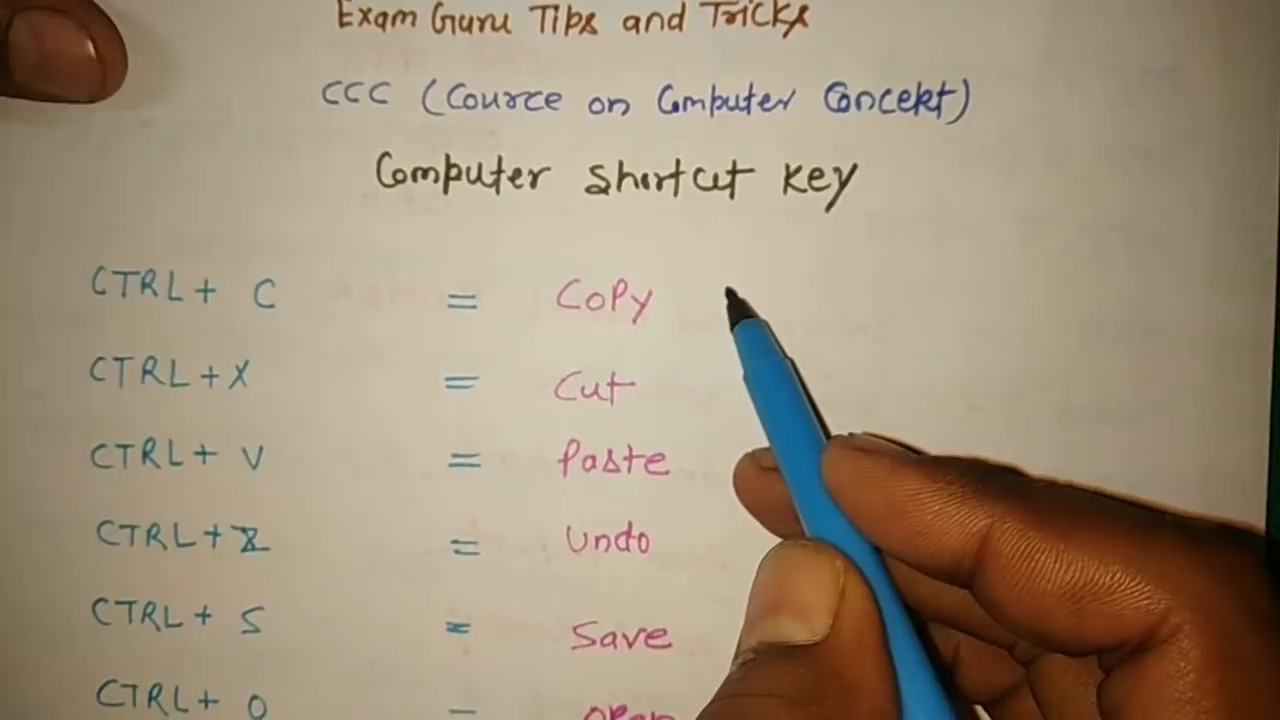 Exam Guru Tips and Tricks
CCC (Cource on Computer Concept)
Computer Shortcut Key
CTRL+ C = Copy
CTRL+X = Cut
CTRL+ V = Paste
CTRL+Z = Undo
CTRL+ S = Save
CTRL+ O = open